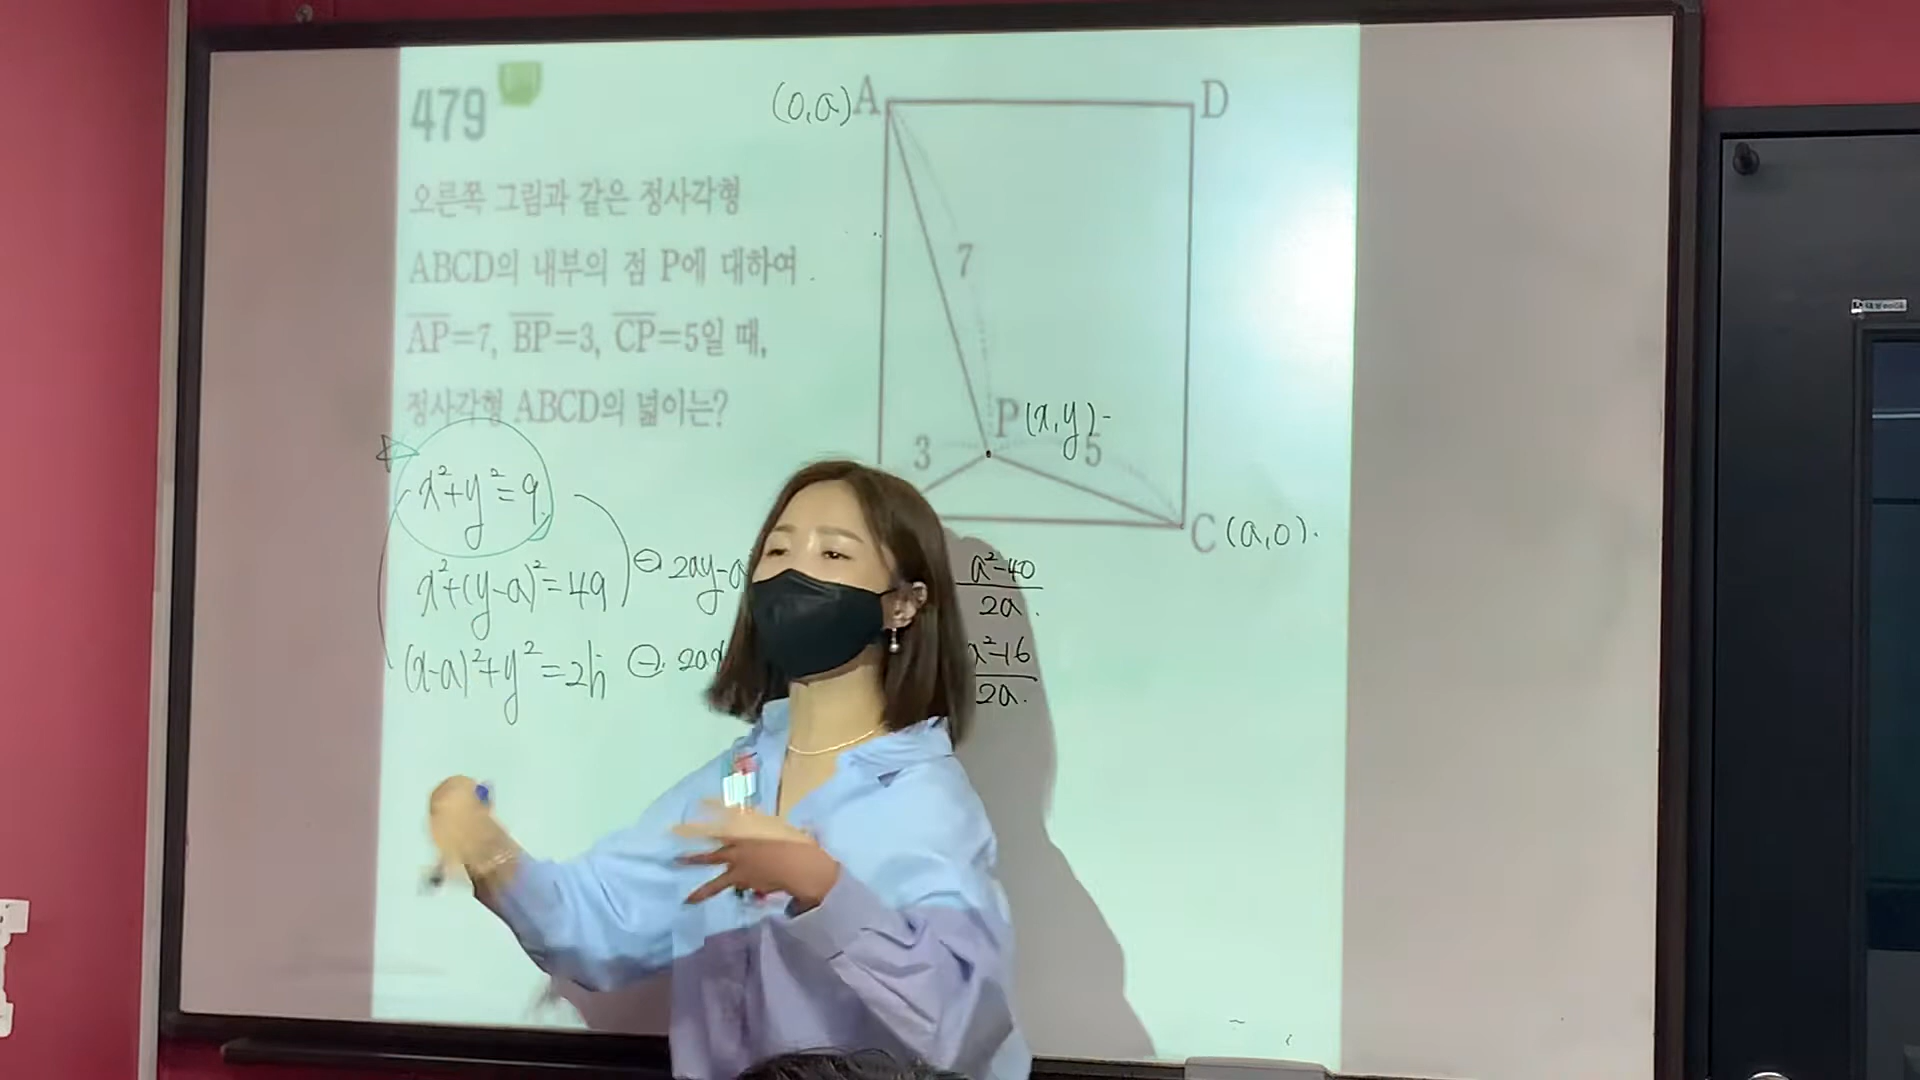 479
오른쪽 그림과 같은 정사각형
ABCD의 내부의 점 P에 대하여
AP=7, BP=3, CP=5일 때,
정사각형 ABCD의 넓이는?
(0,a) A
D
7
P(x,y)
3
5
C (a,0).
x²+y²=9.
x²+(y-a)²=49 ⊖ 2ay-a
a²-40
2a.
(x-a)²+y²=25 ⊖. 2ax
a²-16
2a.